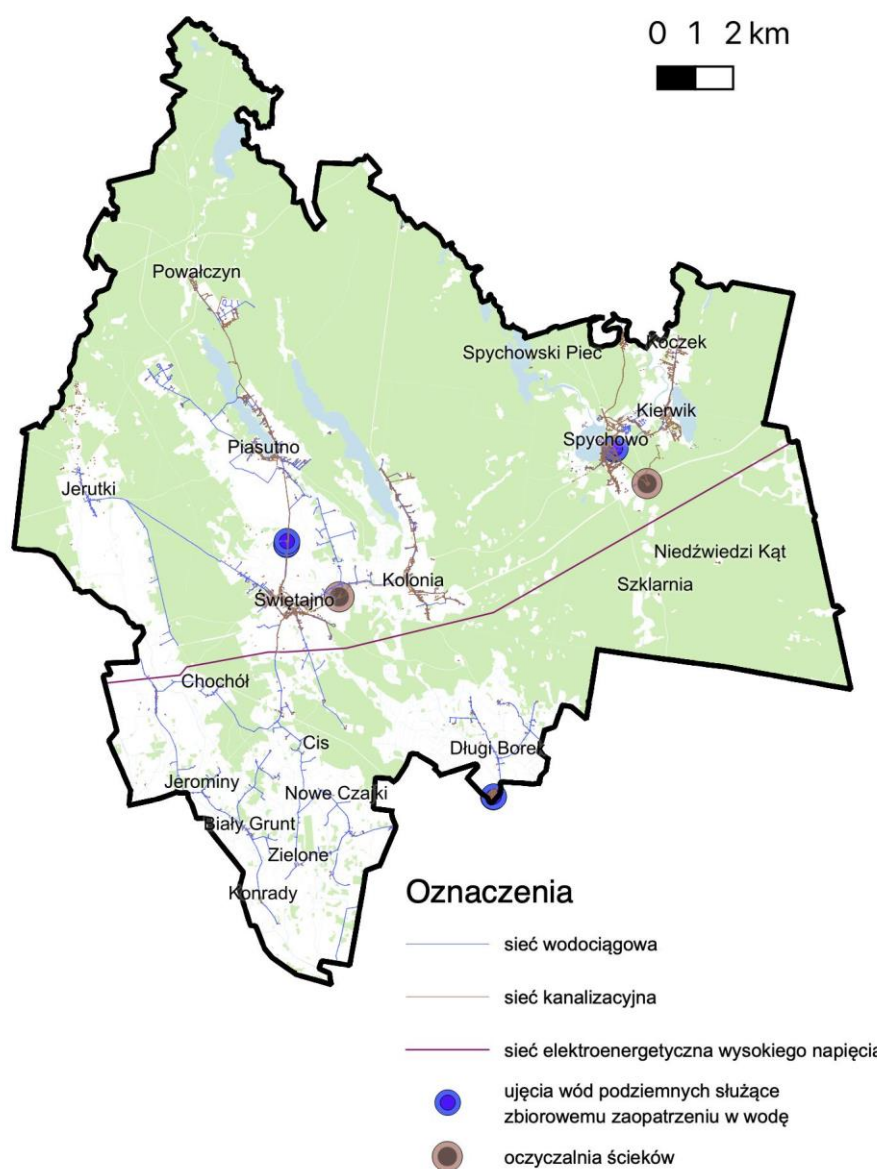 0 1 2 km
Powałczyn
Spychowski Piec
Koczek
Kierwik
Spychowo
Piasutno
Jerutki
Niedźwiedzi Kąt
Kolonia
Szklarnia
Świętajno
Chochół
Cis
Długi Borek
Jerominy
Nowe Czajki
Biały Grunt
Zielone
Konrady
Oznaczenia
sieć wodociągowa
sieć kanalizacyjna
sieć elektroenergetyczna wysokiego napięcia
ujęcia wód podziemnych służące
zbiorowemu zaopatrzeniu w wodę
oczyczalnia ścieków